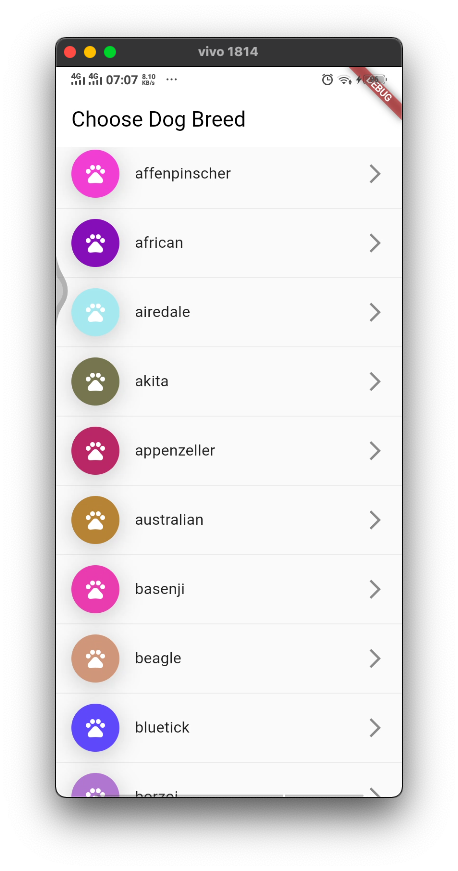 vivo 1814
4G 4G 07:07 8.10 KB/s ...
DEBUG
Choose Dog Breed
affenpinscher
african
airedale
akita
appenzeller
australian
basenji
beagle
bluetick
borzoi